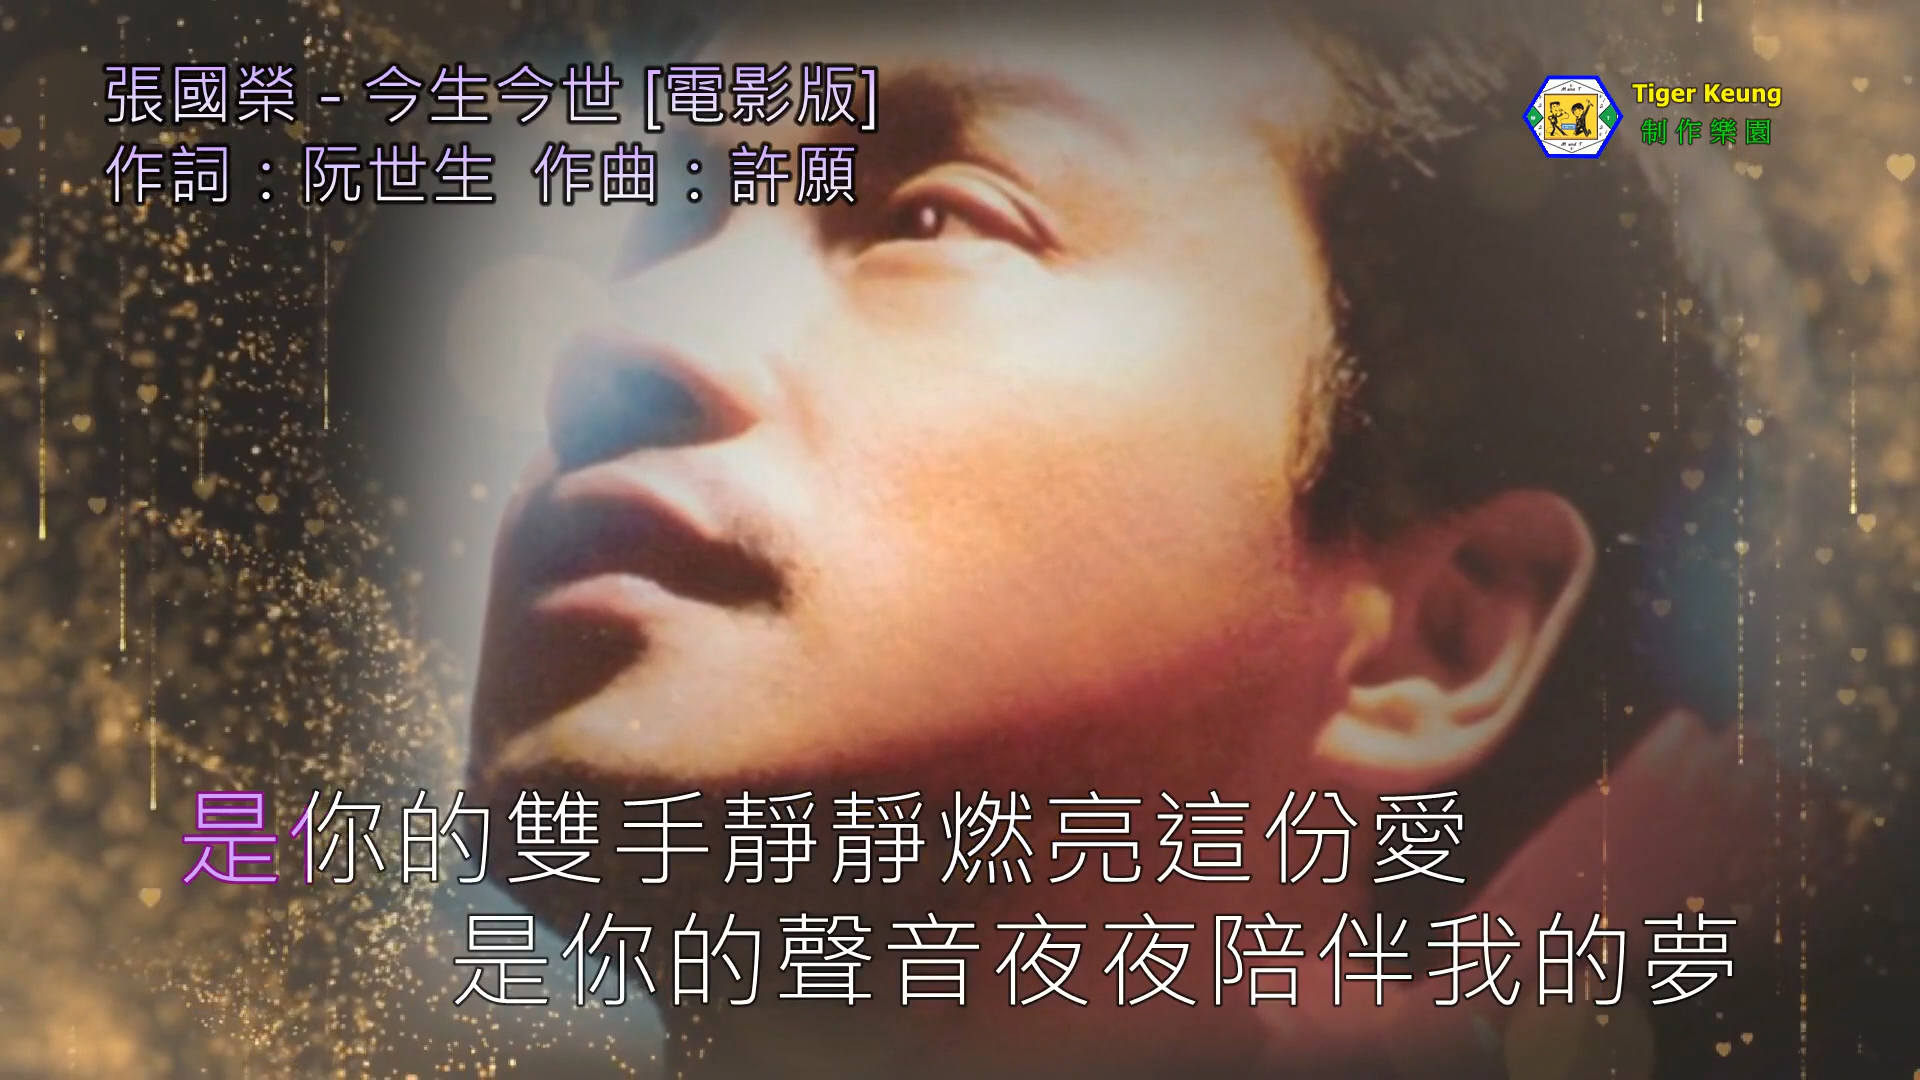 張國榮 - 今生今世 [電影版]
作詞：阮世生 作曲：許願
Tiger Keung
制作樂園
是你的雙手靜靜燃亮這份愛
是你的聲音夜夜陪伴我的夢